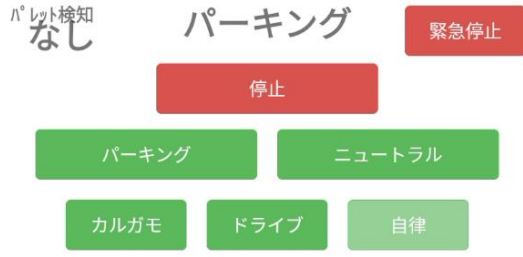 パレット検知
なし
パーキング
緊急停止
停止
パーキング
ニュートラル
カルガモ
ドライブ
自律